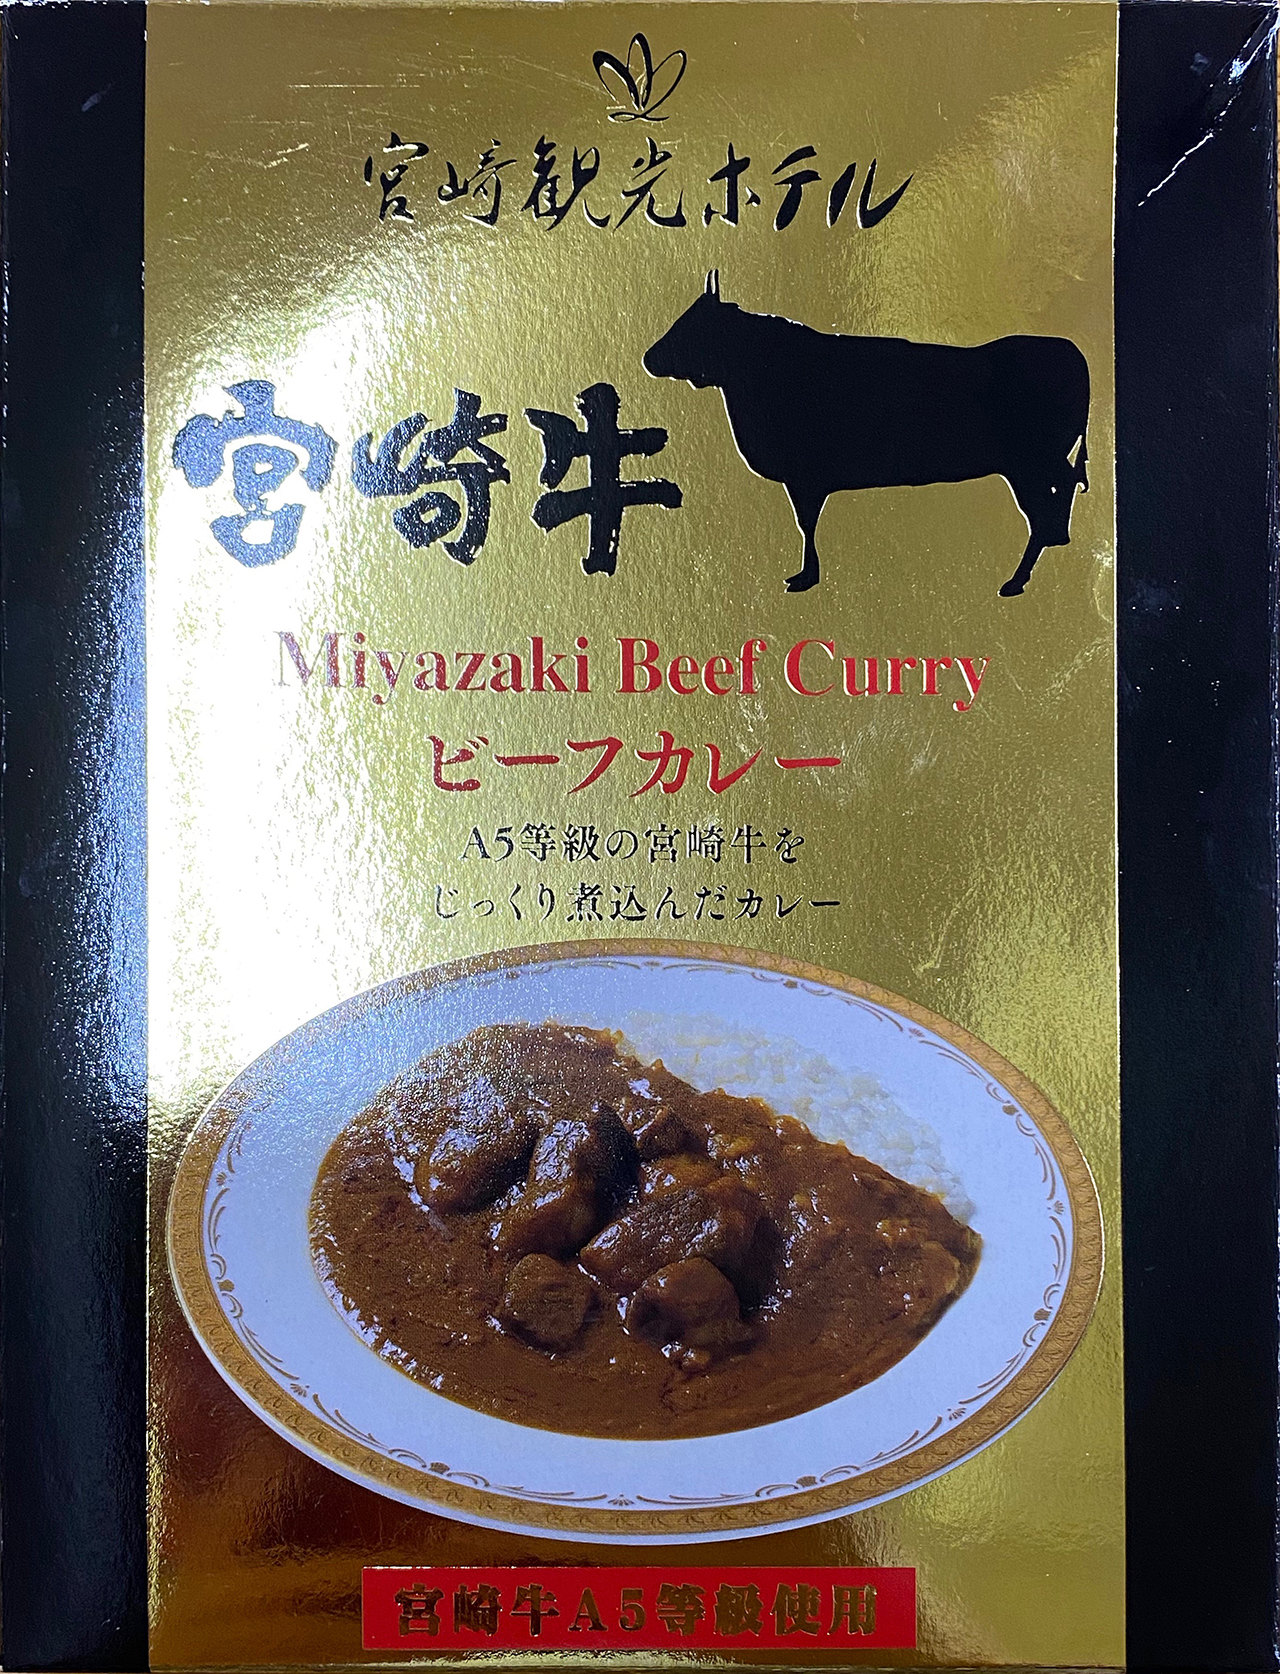 宮崎観光ホテル
宮崎牛
Miyazaki Beef Curry
ビーフカレー
A5等級の宮崎牛を
じっくり煮込んだカレー
宮崎牛A5等級使用